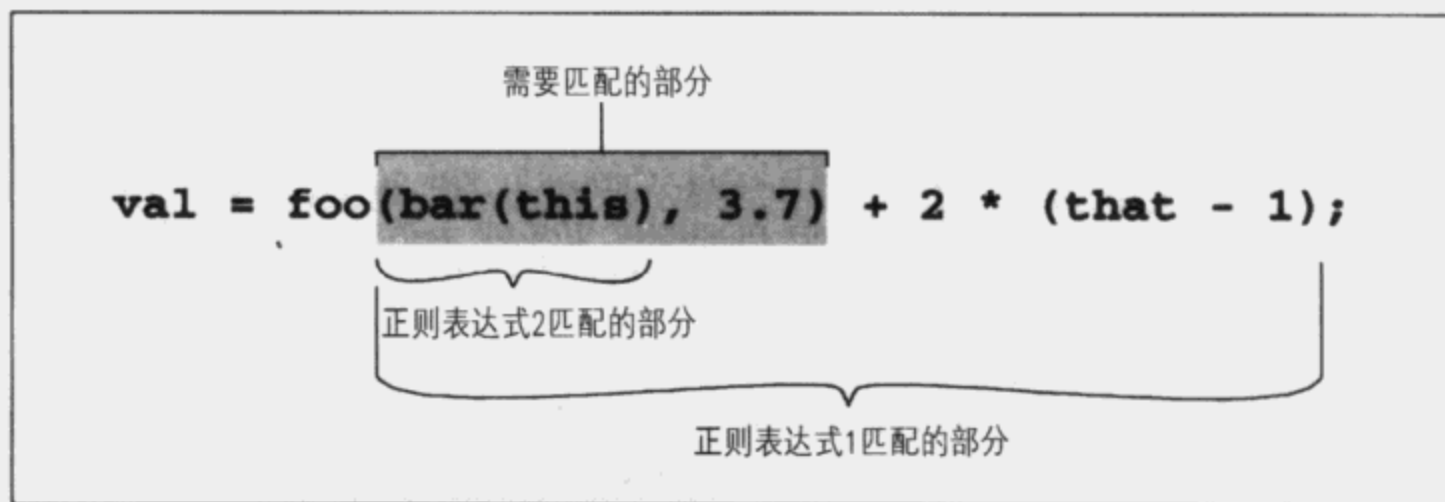 需要匹配的部分
val = foo(bar(this), 3.7) + 2 * (that - 1);
正则表达式2匹配的部分
正则表达式1匹配的部分